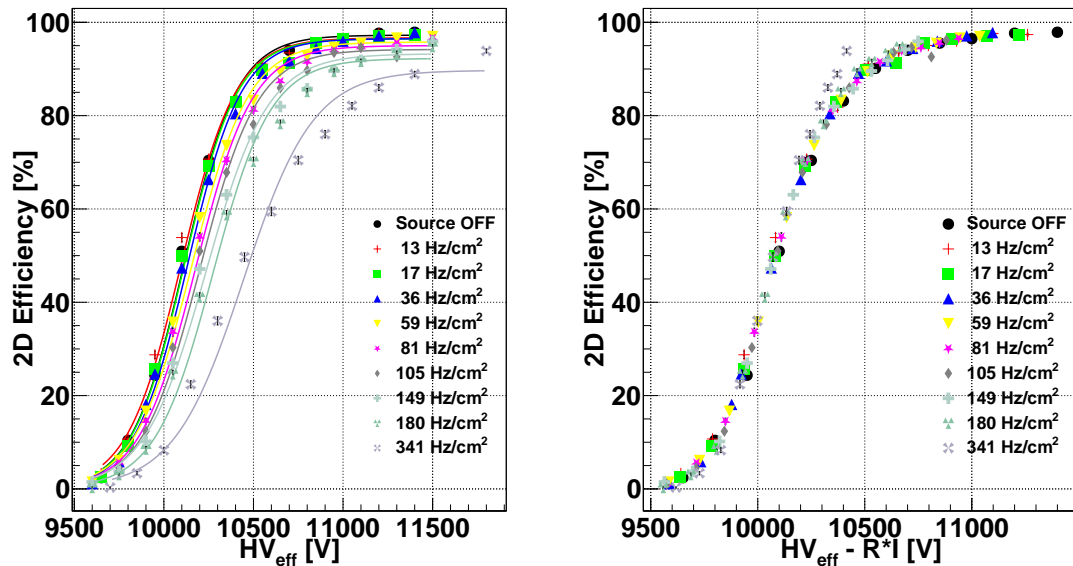 2D Efficiency [%]
100
80
60
40
20
0
Source OFF
13 Hz/cm²
17 Hz/cm²
36 Hz/cm²
59 Hz/cm²
81 Hz/cm²
105 Hz/cm²
149 Hz/cm²
180 Hz/cm²
341 Hz/cm²
9500 10000 10500 11000 11500
HV_eff [V]
2D Efficiency [%]
100
80
60
40
20
0
Source OFF
13 Hz/cm²
17 Hz/cm²
36 Hz/cm²
59 Hz/cm²
81 Hz/cm²
105 Hz/cm²
149 Hz/cm²
180 Hz/cm²
341 Hz/cm²
9500 10000 10500 11000
HV_eff - R*I [V]